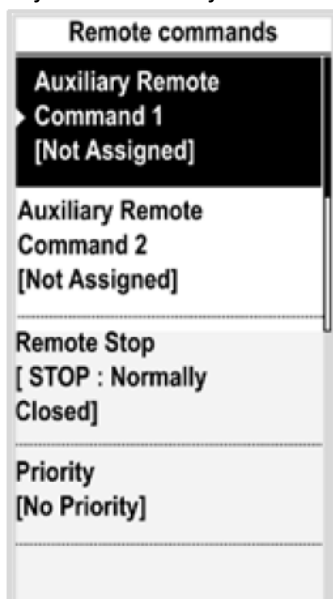 Remote commands
Auxiliary Remote
Command 1
[Not Assigned]
Auxiliary Remote
Command 2
[Not Assigned]
Remote Stop
[ STOP : Normally
Closed]
Priority
[No Priority]